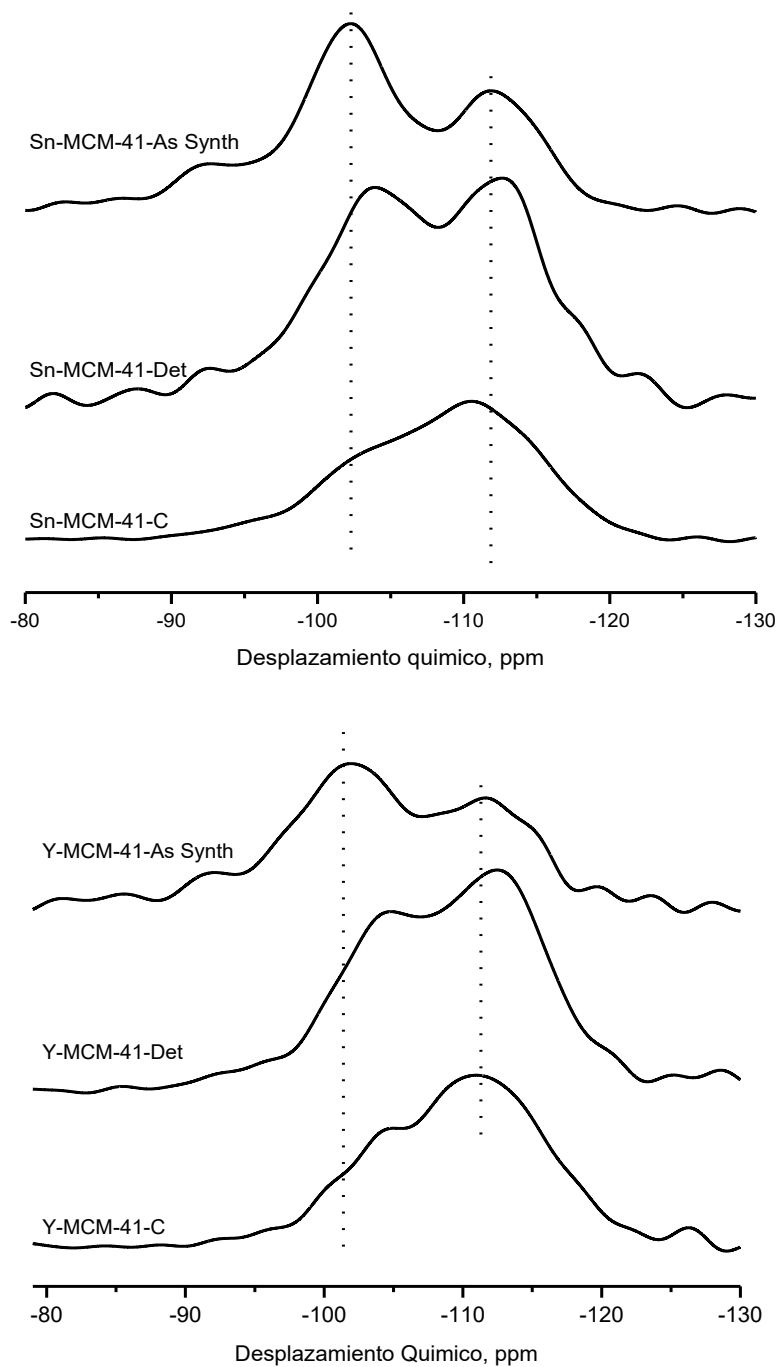 Sn-MCM-41-As Synth
Sn-MCM-41-Det
Sn-MCM-41-C
-80 -90 -100 -110 -120 -130
Desplazamiento quimico, ppm
Y-MCM-41-As Synth
Y-MCM-41-Det
Y-MCM-41-C
-80 -90 -100 -110 -120 -130
Desplazamiento Quimico, ppm